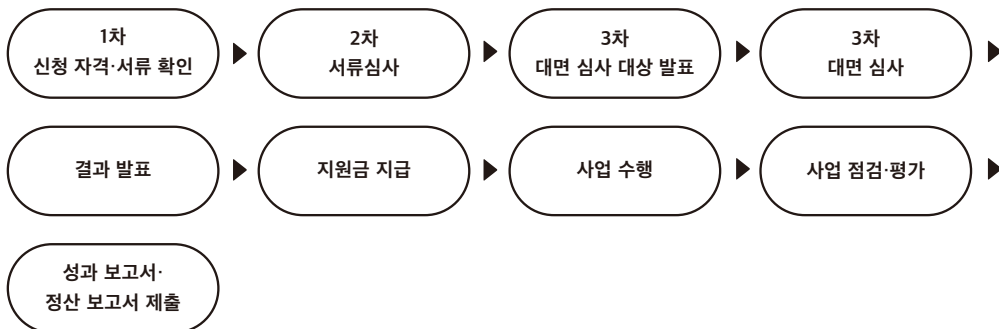 1차
신청 자격·서류 확인
2차
서류심사
3차
대면 심사 대상 발표
3차
대면 심사
결과 발표
지원금 지급
사업 수행
사업 점검·평가
성과 보고서·
정산 보고서 제출